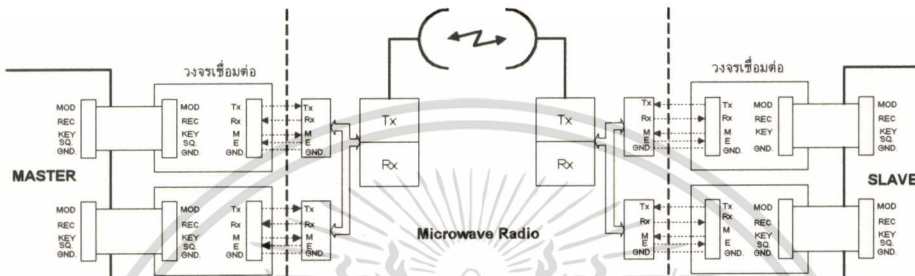 วงจรเชื่อมต่อ
MOD
REC
KEY
SQ.
GND.
MOD
REC
KEY
SQ.
GND.
Tx
Rx
M
E
GND.
Tx
Rx
M
E
GND.
MASTER
MOD
REC
KEY
SQ.
GND.
MOD
REC
KEY
SQ.
GND.
Tx
Rx
M
E
GND.
Tx
Rx
M
E
GND.
Tx
Rx
Microwave Radio
Tx
Rx
วงจรเชื่อมต่อ
Tx
Rx
M
E
GND.
Tx
Rx
M
E
GND.
MOD
REC
KEY
GND.
MOD
REC
KEY
SQ.
GND.
SLAVE
Tx
Rx
M
E
GND.
Tx
Rx
M
E
GND.
MOD
REC
KEY
SQ.
GND.
MOD
REC
KEY
SQ.
GND.